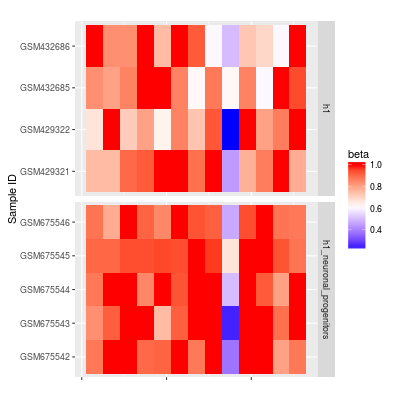 Sample ID
GSM432686
GSM432685
GSM429322
GSM429321
h1
GSM675546
GSM675545
GSM675544
GSM675543
GSM675542
h1_neuronal_progenitors
beta
1.0
0.8
0.6
0.4